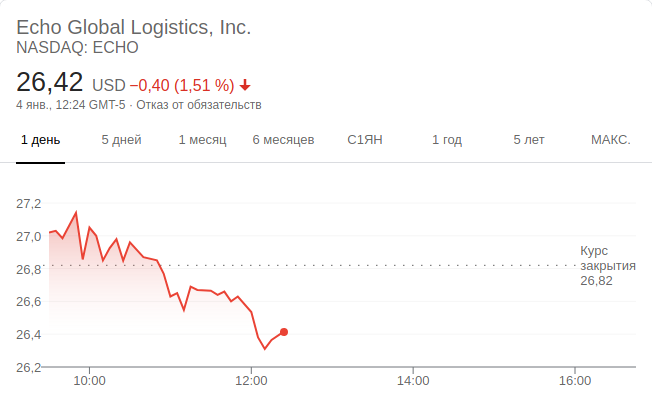 Echo Global Logistics, Inc.
NASDAQ: ECHO
26,42 USD −0,40 (1,51 %) ↓
4 янв., 12:24 GMT-5 · Отказ от обязательств
1 день 5 дней 1 месяц 6 месяцев С1ЯН 1 год 5 лет МАКС.
27,2
27,0
26,8
26,6
26,4
26,2
Курс
закрытия
26,82
10:00 12:00 14:00 16:00